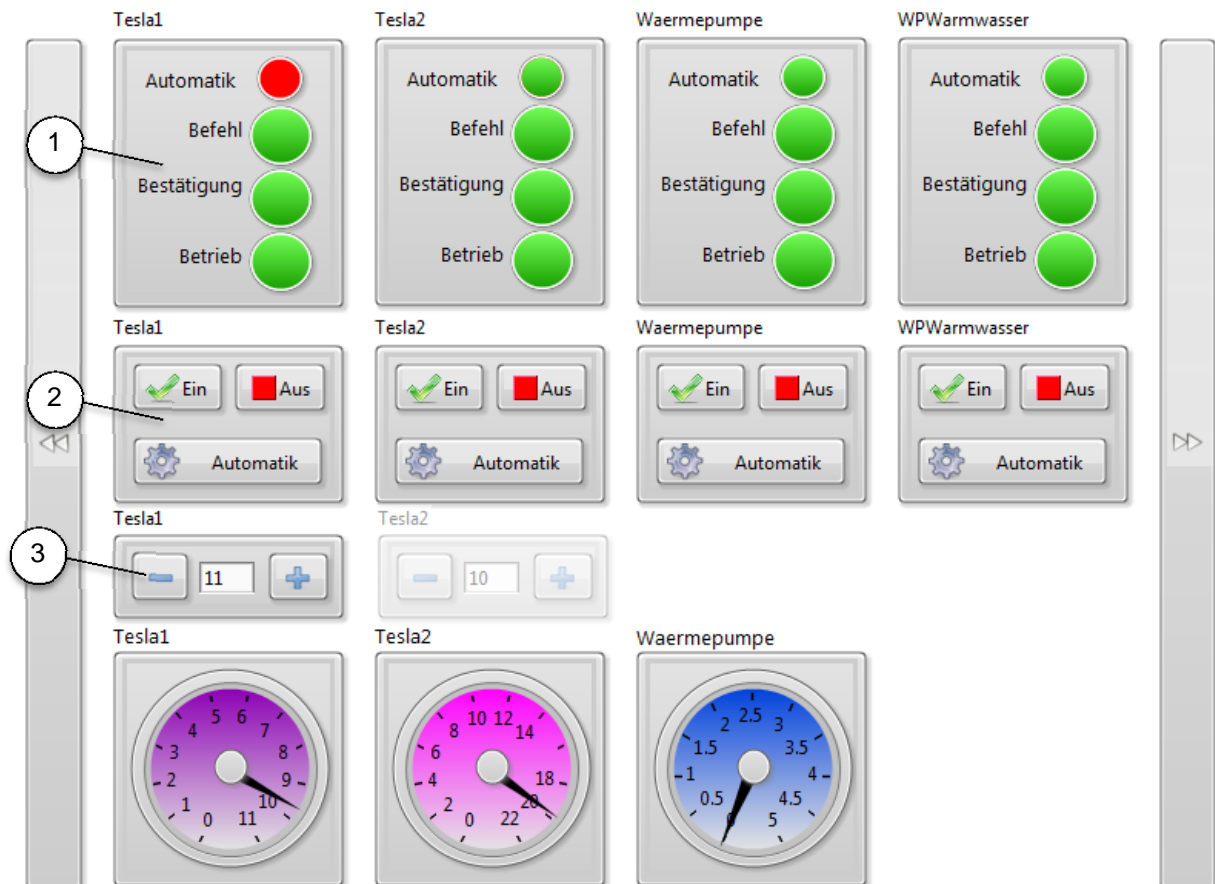 Tesla1 Tesla2 Waermepumpe WPWarmwasser
Automatik Automatik Automatik Automatik
1
Befehl Befehl Befehl Befehl
Bestätigung Bestätigung Bestätigung Bestätigung
Betrieb Betrieb Betrieb Betrieb
Tesla1 Tesla2 Waermepumpe WPWarmwasser
2
Ein Aus Ein Aus Ein Aus Ein Aus
Automatik Automatik Automatik Automatik
Tesla1 Tesla2
3
11 10
Tesla1 Tesla2 Waermepumpe
0 1 2 3 4 5 6 7 8 9 10 11
0 2 4 6 8 10 12 14 18 20 22
0 0.5 1 1.5 2 2.5 3 3.5 4 4.5 5